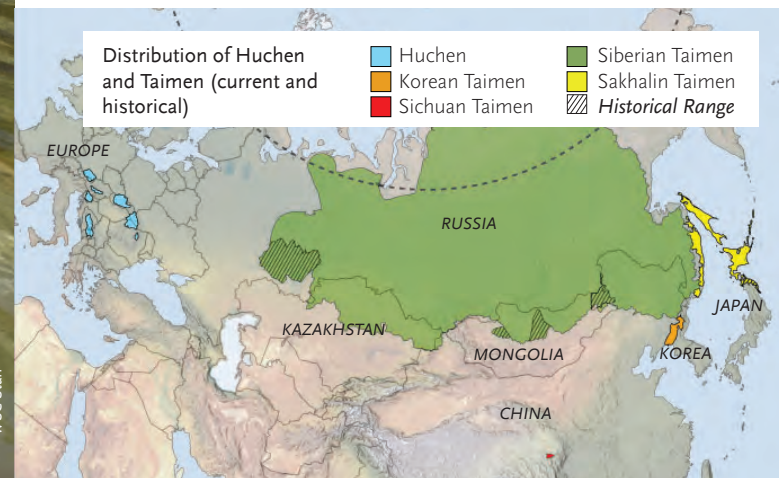 Distribution of Huchen
and Taimen (current and
historical)
Huchen
Korean Taimen
Sichuan Taimen
Siberian Taimen
Sakhalin Taimen
Historical Range
EUROPE
RUSSIA
KAZAKHSTAN
MONGOLIA
JAPAN
KOREA
CHINA